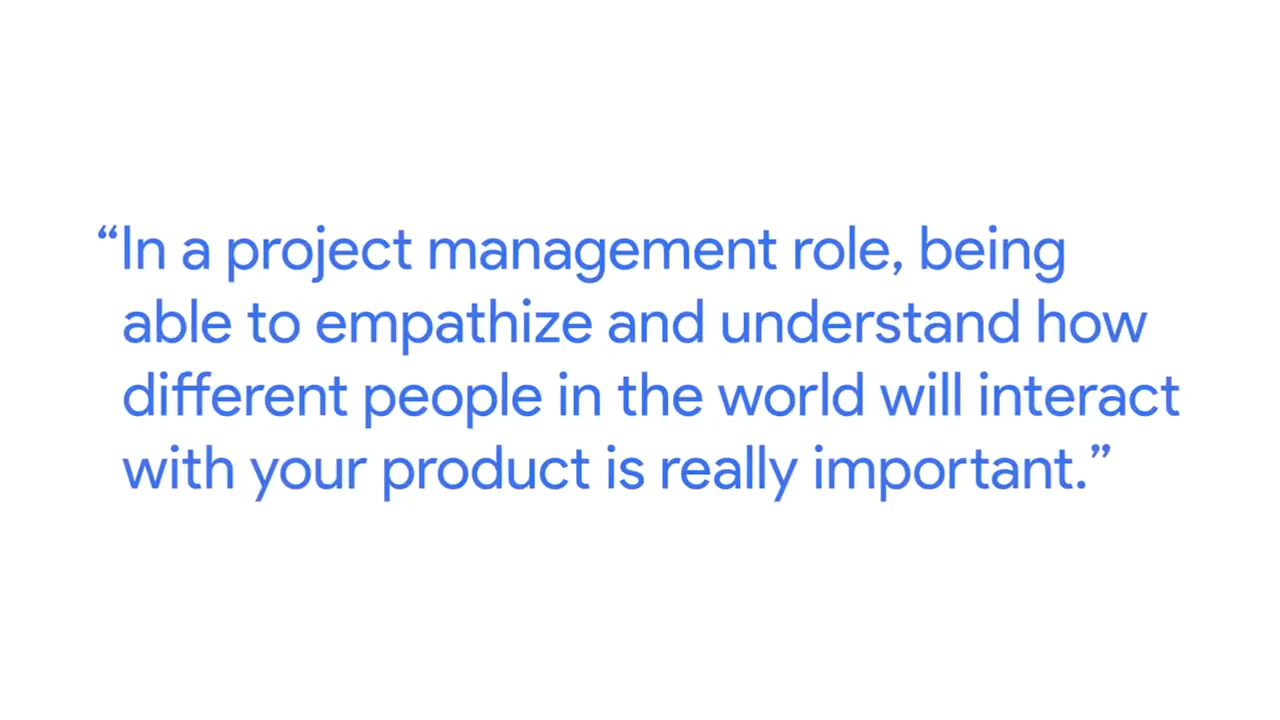 “In a project management role, being
able to empathize and understand how
different people in the world will interact
with your product is really important.”